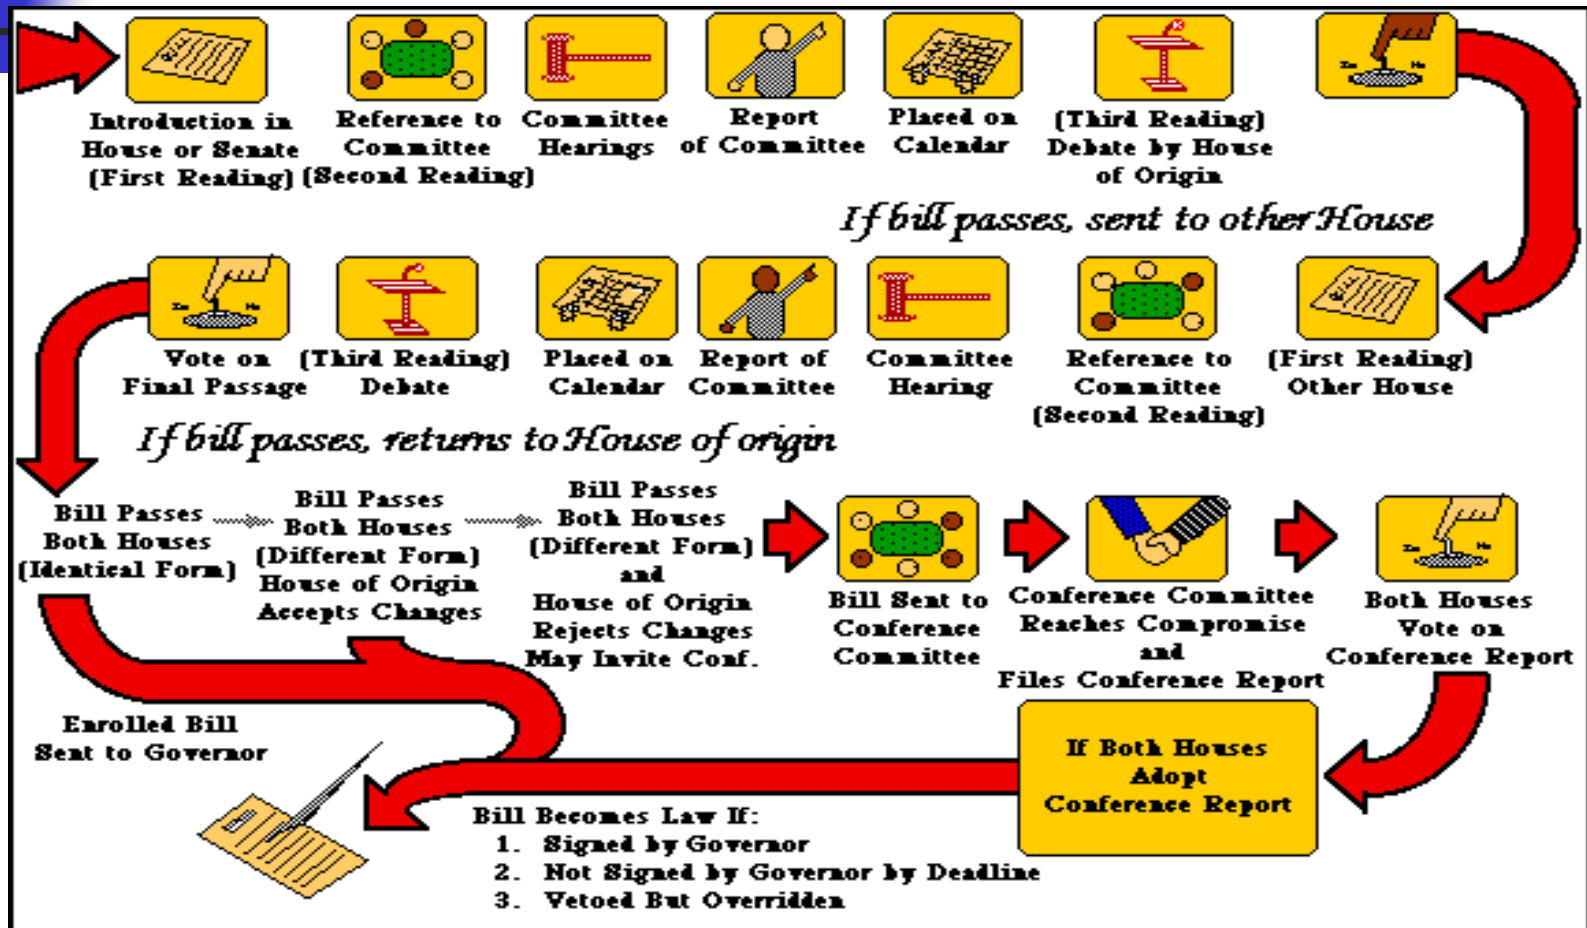 Introduction in
House or Senate
(First Reading)
Reference to
Committee
(Second Reading)
Committee
Hearings
Report
of Committee
Placed on
Calendar
(Third Reading)
Debate by House
of Origin
If bill passes, sent to other House
(First Reading)
Other House
Reference to
Committee
(Second Reading)
Committee
Hearing
Report of
Committee
Placed on
Calendar
(Third Reading)
Debate
Vote on
Final Passage
If bill passes, returns to House of origin
Bill Passes
Both Houses
(Identical Form)
Bill Passes
Both Houses
(Different Form)
House of Origin
Accepts Changes
Bill Passes
Both Houses
(Different Form)
and
House of Origin
Rejects Changes
May Invite Conf.
Bill Sent to
Conference
Committee
Conference Committee
Reaches Compromise
and
Files Conference Report
Both Houses
Vote on
Conference Report
If Both Houses
Adopt
Conference Report
Enrolled Bill
Sent to Governor
Bill Becomes Law If:
1. Signed by Governor
2. Not Signed by Governor by Deadline
3. Vetoed But Overridden